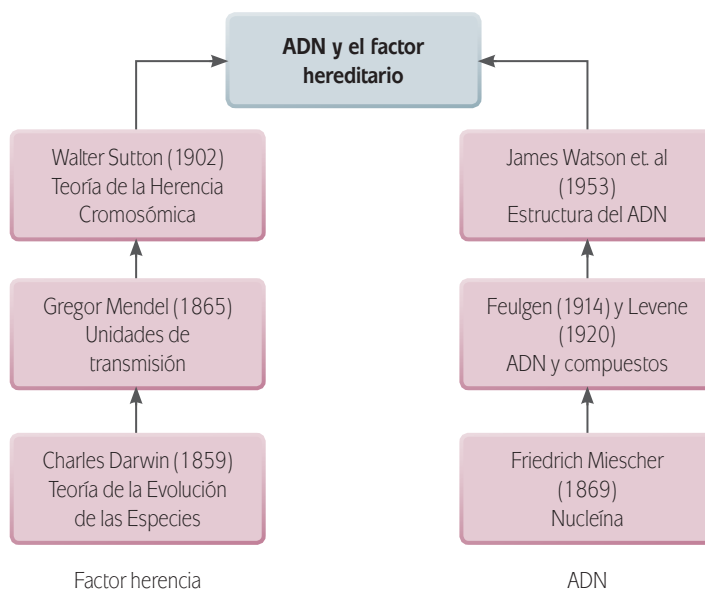 ADN y el factor
hereditario
Walter Sutton (1902)
Teoría de la Herencia
Cromosómica
James Watson et. al
(1953)
Estructura del ADN
Gregor Mendel (1865)
Unidades de
transmisión
Feulgen (1914) y Levene
(1920)
ADN y compuestos
Charles Darwin (1859)
Teoría de la Evolución
de las Especies
Friedrich Miescher
(1869)
Nucleína
Factor herencia
ADN